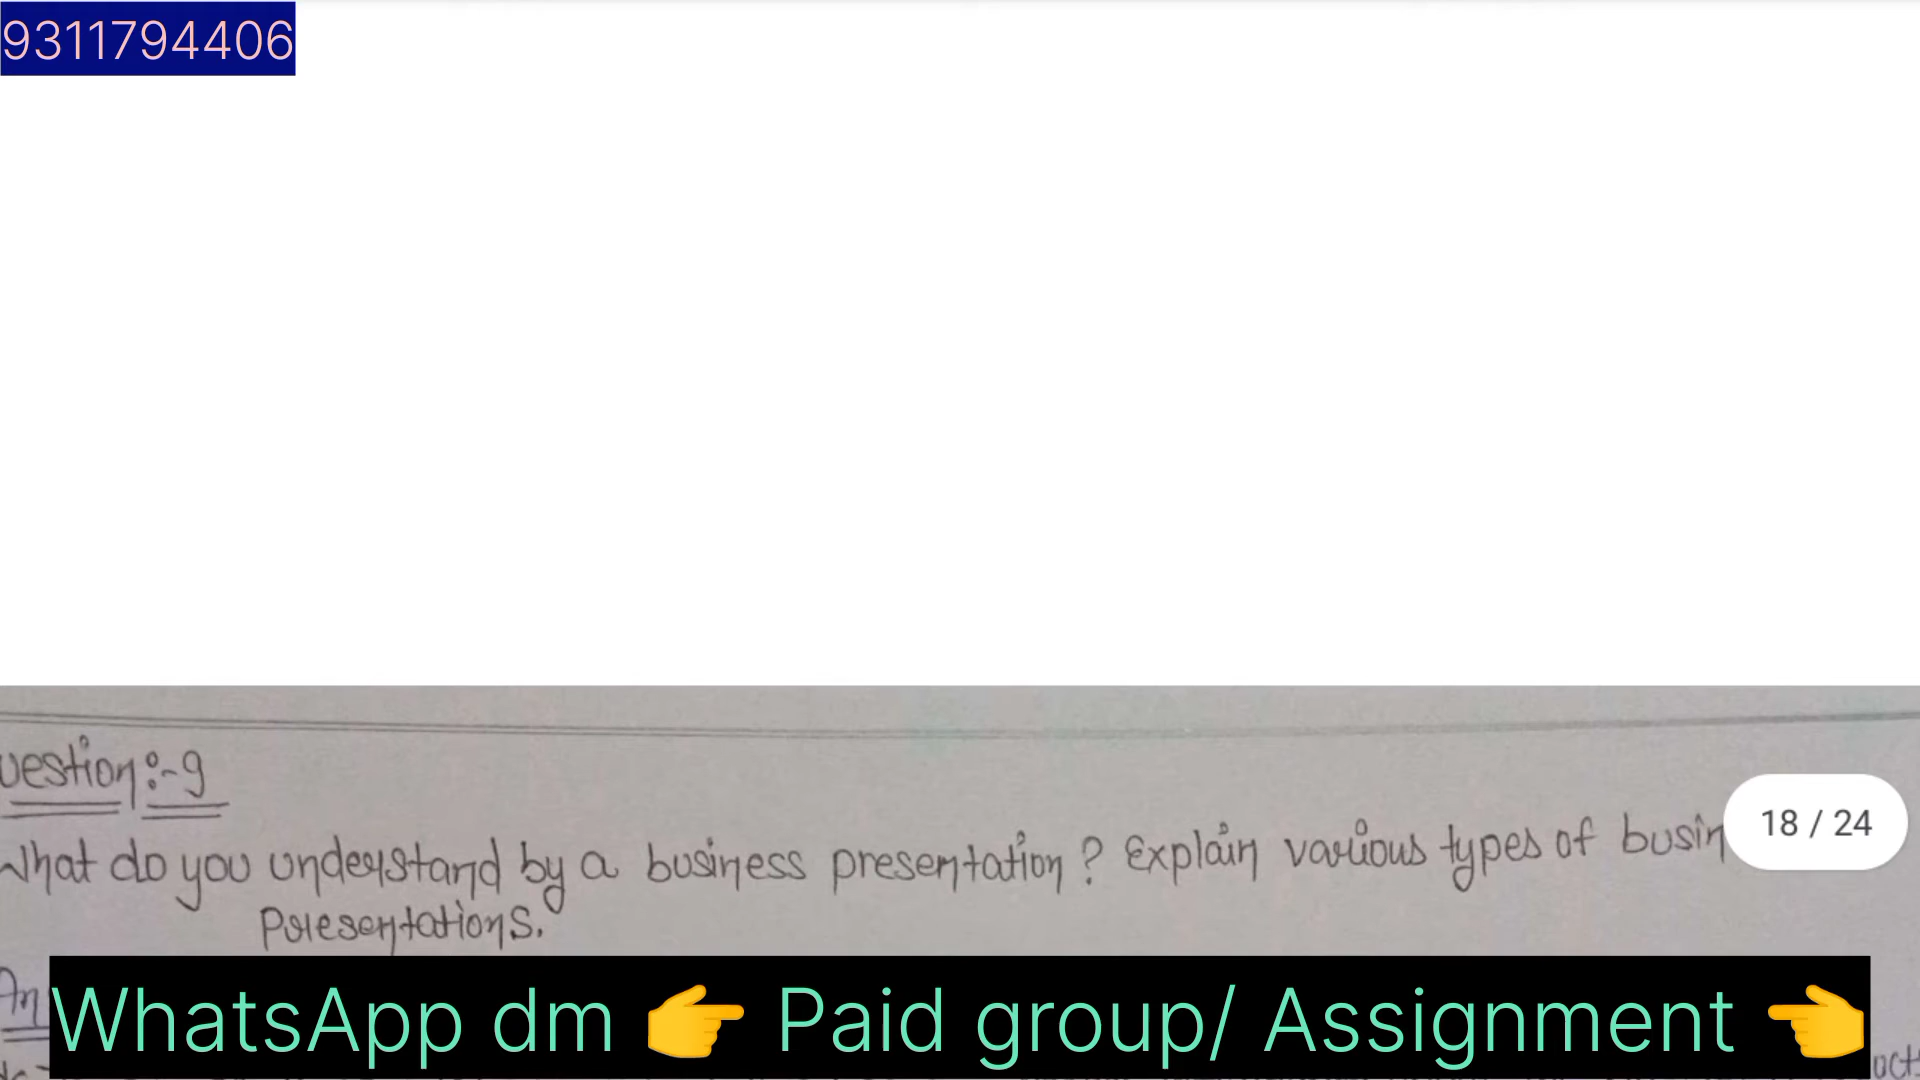 9311794406
uestion:-9
What do you understand by a business presentation? Explain various types of busin
18 / 24
Presentations.
An
WhatsApp dm 👉 Paid group/ Assignment 👈